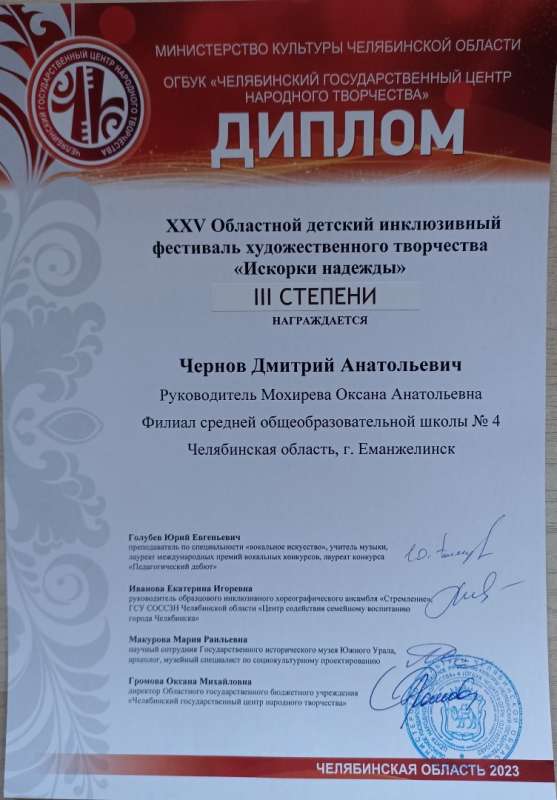 МИНИСТЕРСТВО КУЛЬТУРЫ ЧЕЛЯБИНСКОЙ ОБЛАСТИ
ОГБУК «ЧЕЛЯБИНСКИЙ ГОСУДАРСТВЕННЫЙ ЦЕНТР
НАРОДНОГО ТВОРЧЕСТВА»
ЧЕЛЯБИНСКИЙ ГОСУДАРСТВЕННЫЙ ЦЕНТР НАРОДНОГО ТВОРЧЕСТВА
ДИПЛОМ
XXV Областной детский инклюзивный
фестиваль художественного творчества
«Искорки надежды»
III СТЕПЕНИ
НАГРАЖДАЕТСЯ
Чернов Дмитрий Анатольевич
Руководитель Мохирева Оксана Анатольевна
Филиал средней общеобразовательной школы № 4
Челябинская область, г. Еманжелинск
Голубев Юрий Евгеньевич
преподаватель по специальности «вокальное искусство», учитель музыки,
лауреат международных премий вокальных конкурсов, лауреат конкурса
«Педагогический дебют»
Иванова Екатерина Игоревна
руководитель образцового инклюзивного хореографического ансамбля «Стремление»,
ГСУ СОССЗН Челябинской области «Центр содействия семейному воспитанию
города Челябинска»
Макурова Мария Раильевна
научный сотрудник Государственного исторического музея Южного Урала,
археолог, музейный специалист по социокультурному проектированию
Громова Оксана Михайловна
директор Областного государственного бюджетного учреждения
«Челябинский государственный центр народного творчества»
ЧЕЛЯБИНСКАЯ ОБЛАСТЬ 2023